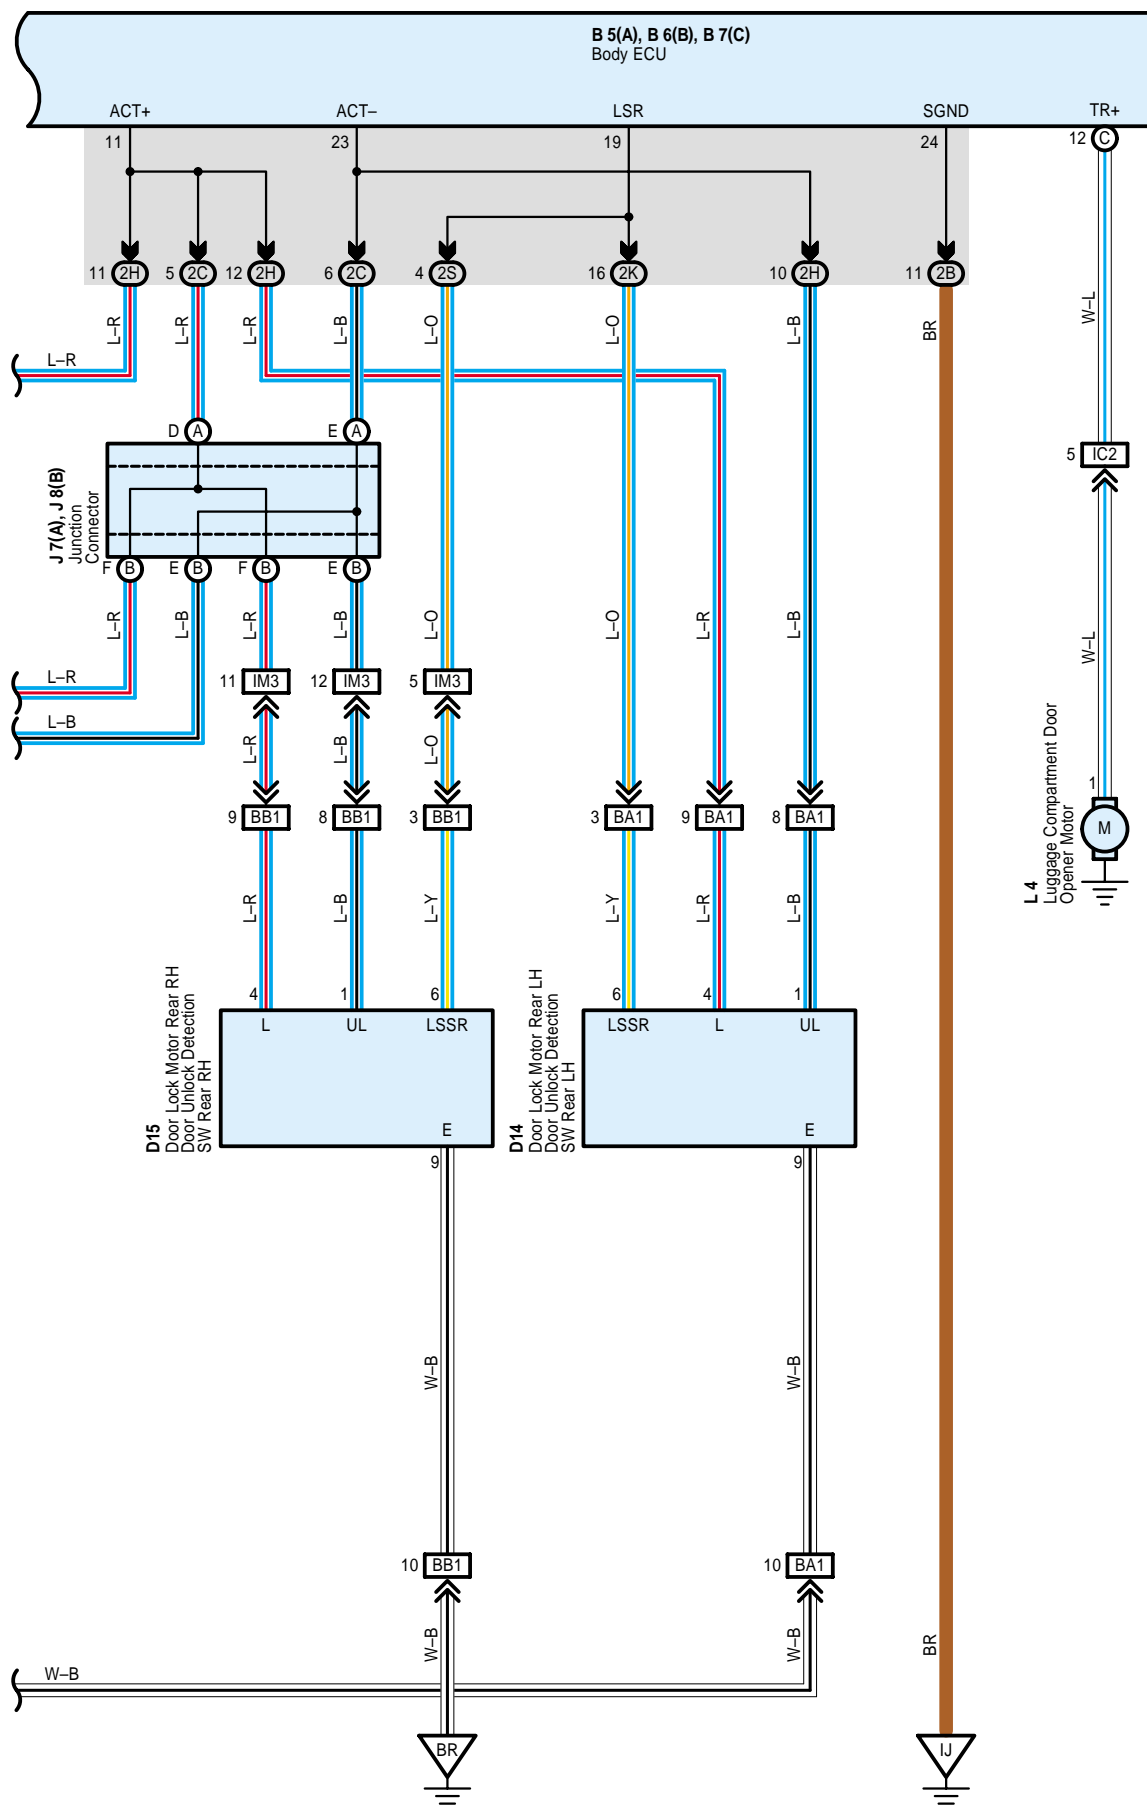 B 5(A), B 6(B), B 7(C)
Body ECU
ACT+ ACT– LSR SGND TR+
11 23 19 24 12 C
11 2H 5 2C 12 2H 6 2C 4 2S 16 2K 10 2H 11 2B
L–R L–R L–R L–B L–O L–O L–B BR W–L
L–R
D A E A
J 7(A), J 8(B)
Junction
Connector
5 IC2
F B E B F B E B
L–R L–B L–R L–B L–O L–O L–R L–B W–L
L–R
11 IM3 12 IM3 5 IM3
L–B
L–R L–B L–O
9 BB1 8 BB1 3 BB1 3 BA1 9 BA1 8 BA1
1
M
L 4
Luggage Compartment Door
Opener Motor
L–R L–B L–Y L–Y L–R L–B
4 1 6 6 4 1
L UL LSSR LSSR L UL
D15
Door Lock Motor Rear RH
Door Unlock Detection
SW Rear RH
D14
Door Lock Motor Rear LH
Door Unlock Detection
SW Rear LH
E E
9 9
W–B W–B
10 BB1 10 BA1
W–B W–B BR
W–B
BR IJ